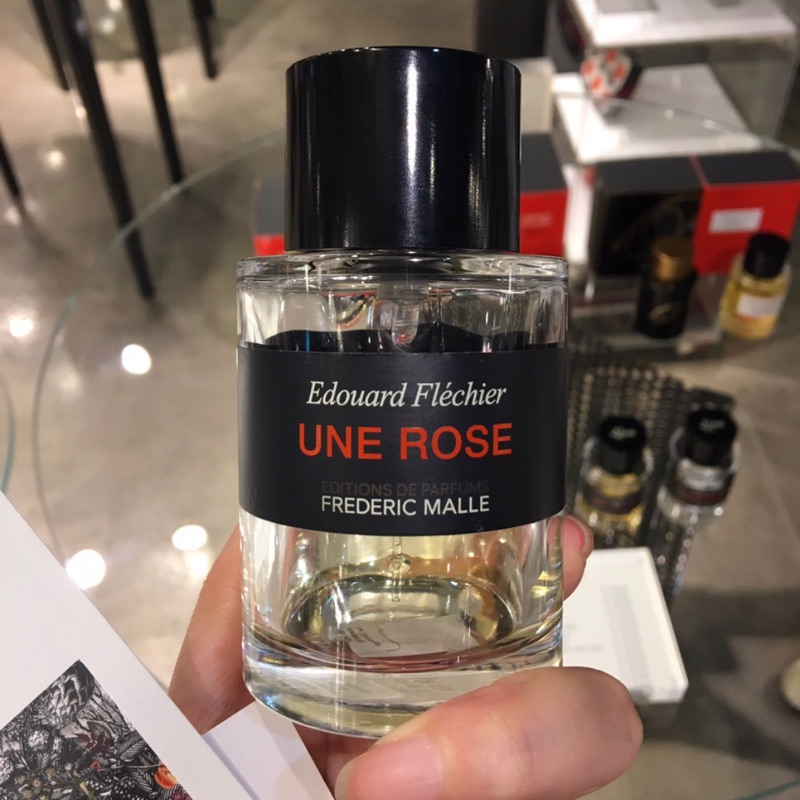 Edouard Fléchier
UNE ROSE
EDITIONS DE PARFUMS
FREDERIC MALLE